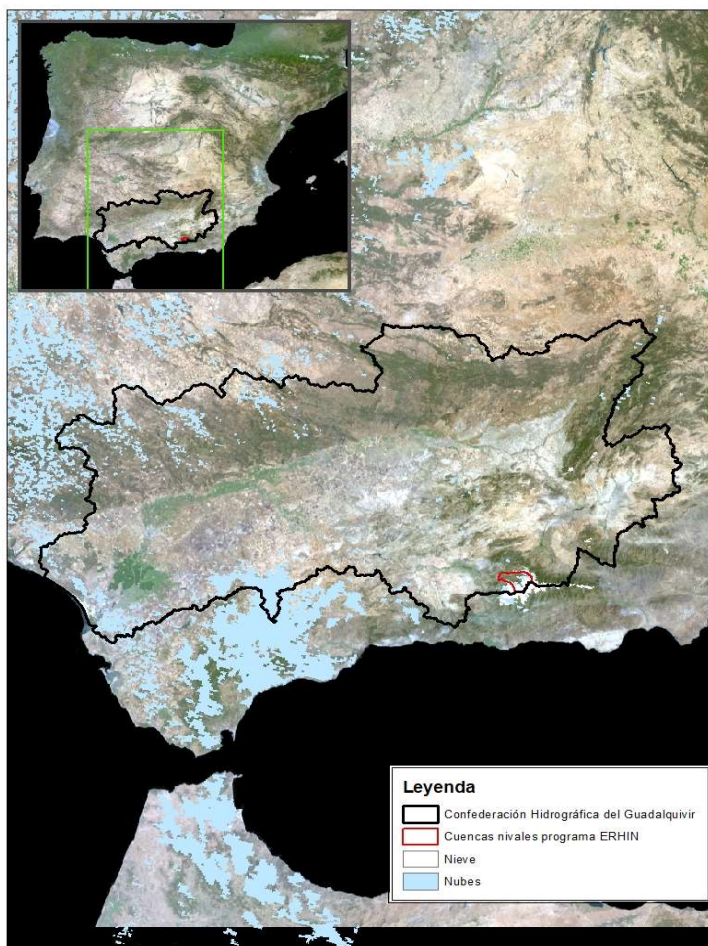 Leyenda
Confederación Hidrográfica del Guadalquivir
Cuencas nivales programa ERHIN
Nieve
Nubes